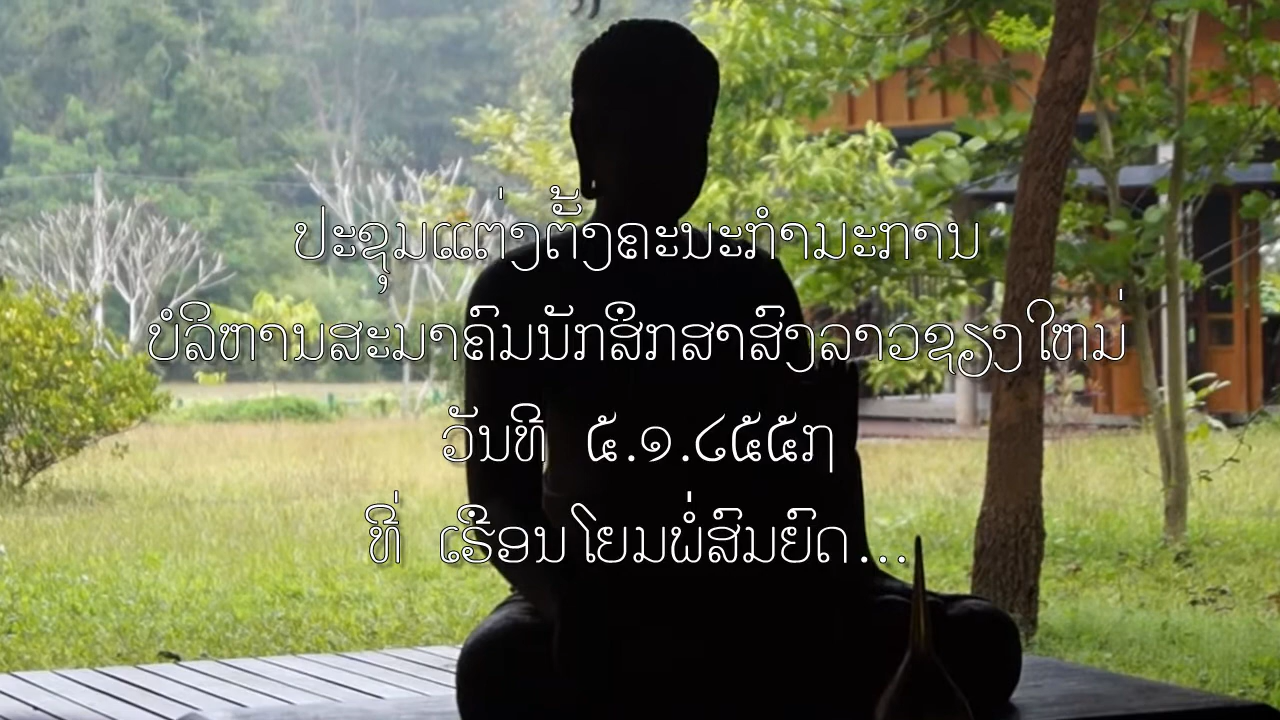 ປະຊຸມແຕ່ງຕັ້ງຄະນະກຳມະການ
ບໍລິຫານສະມາຄົມນັກສຶກສາສົງລາວຊຽງໃຫມ່
ວັນທີ ໕.໑.໒໕໕໗
ທີ່ ເຮືອນໂຍມພໍ່ສົມຍົດ...